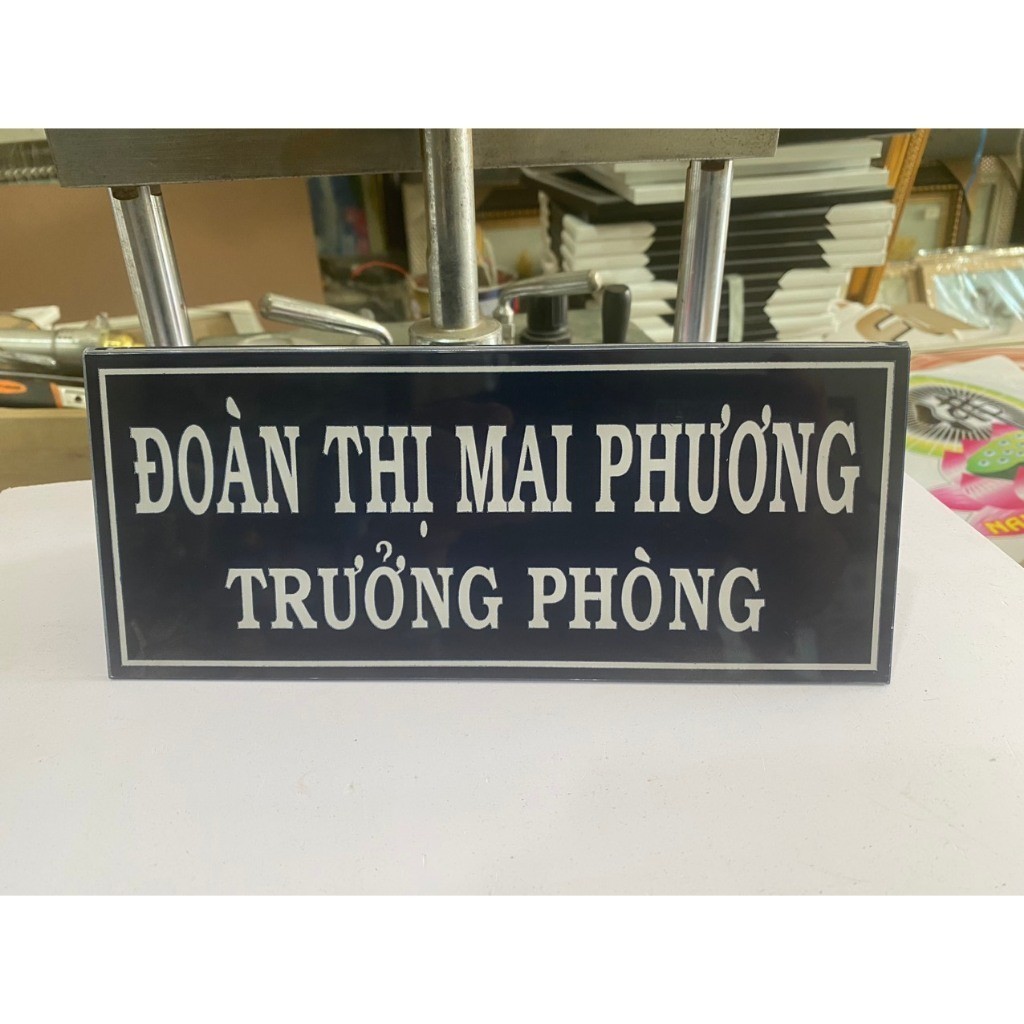 ĐOÀN THỊ MAI PHƯƠNG
TRƯỞNG PHÒNG